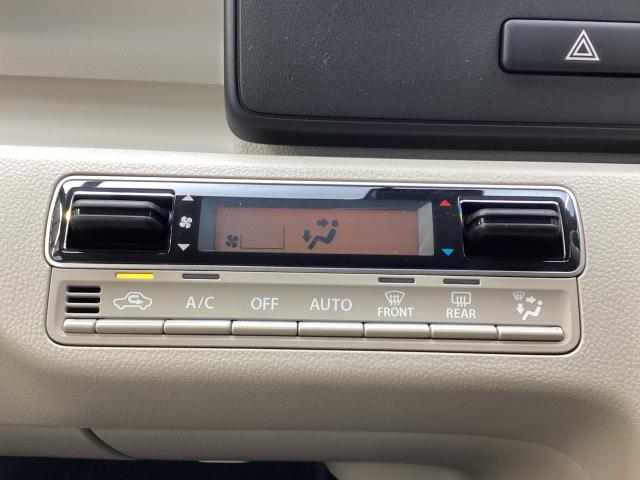 A/C OFF AUTO FRONT REAR